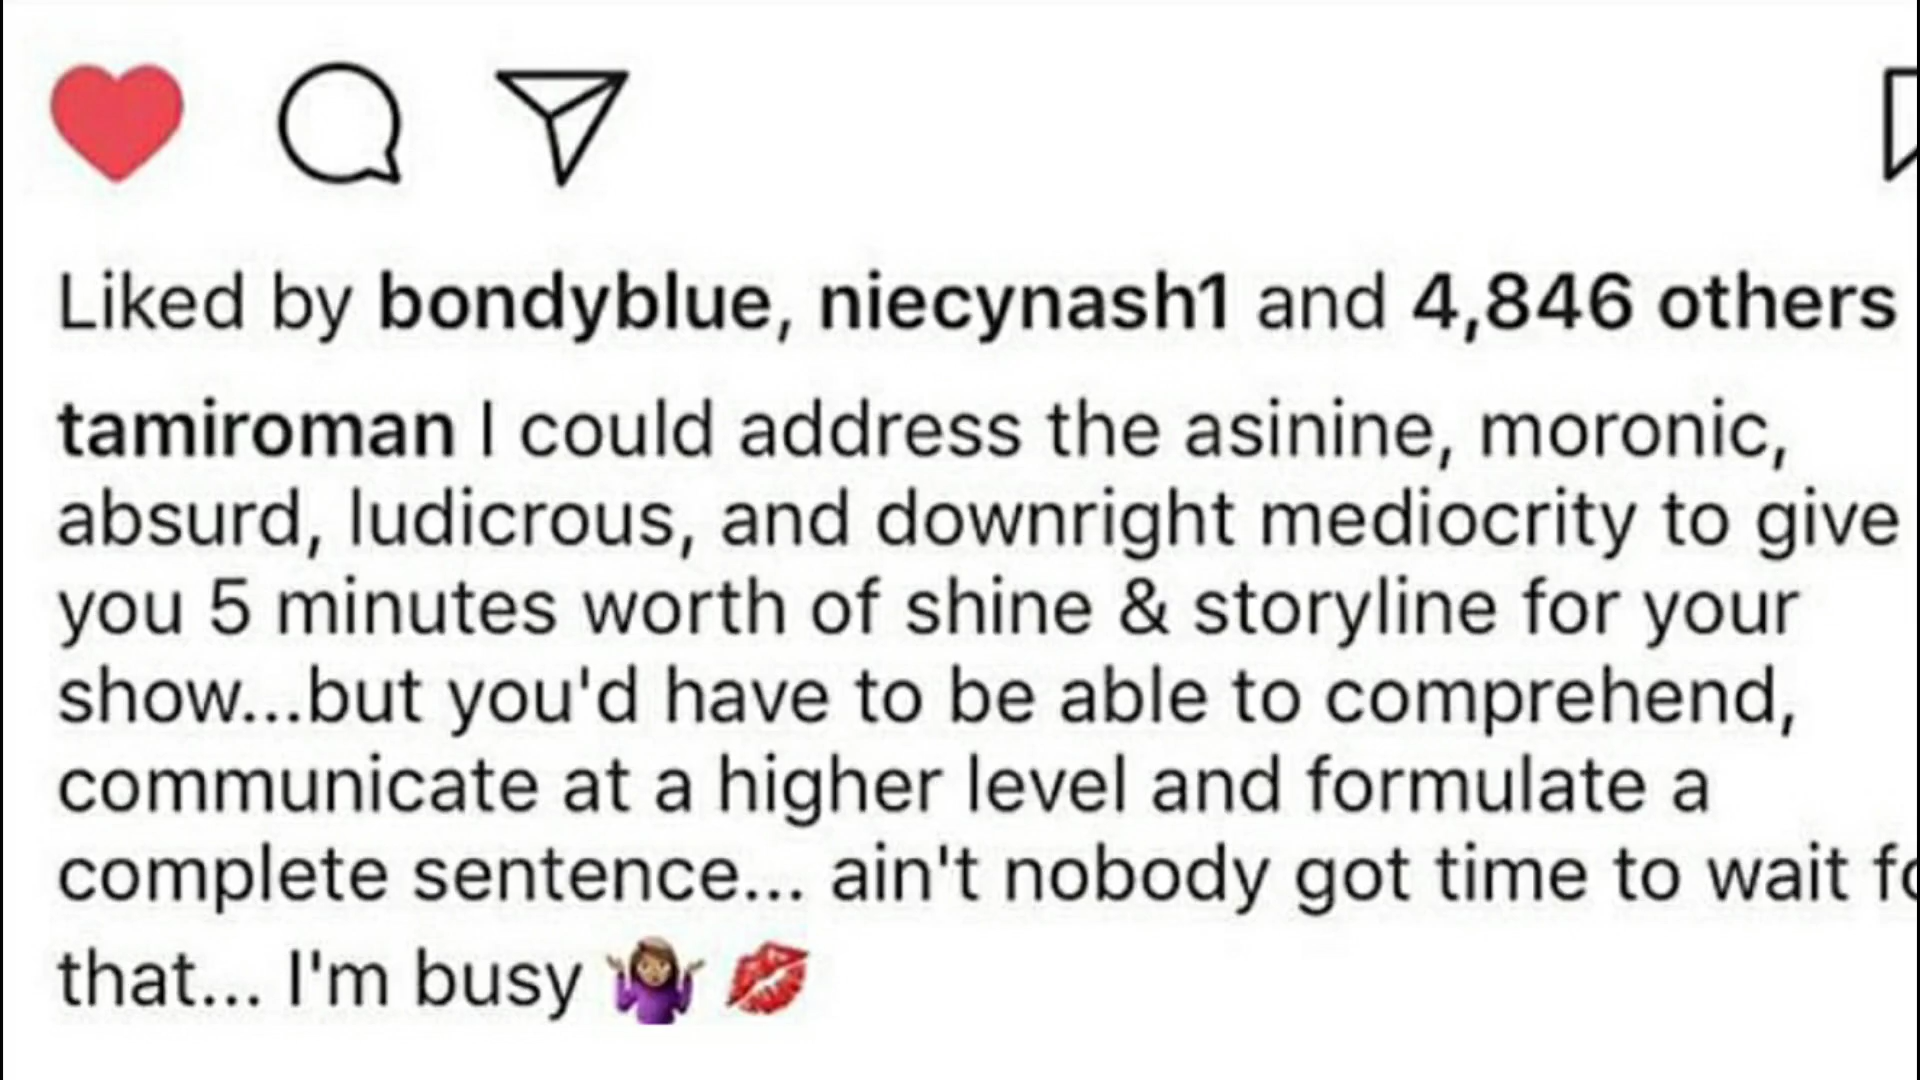 Liked by bondyblue, niecynash1 and 4,846 others
tamiroman I could address the asinine, moronic,
absurd, ludicrous, and downright mediocrity to give
you 5 minutes worth of shine & storyline for your
show...but you'd have to be able to comprehend,
communicate at a higher level and formulate a
complete sentence... ain't nobody got time to wait
that... I'm busy 🤷🏽‍♀️ 💋